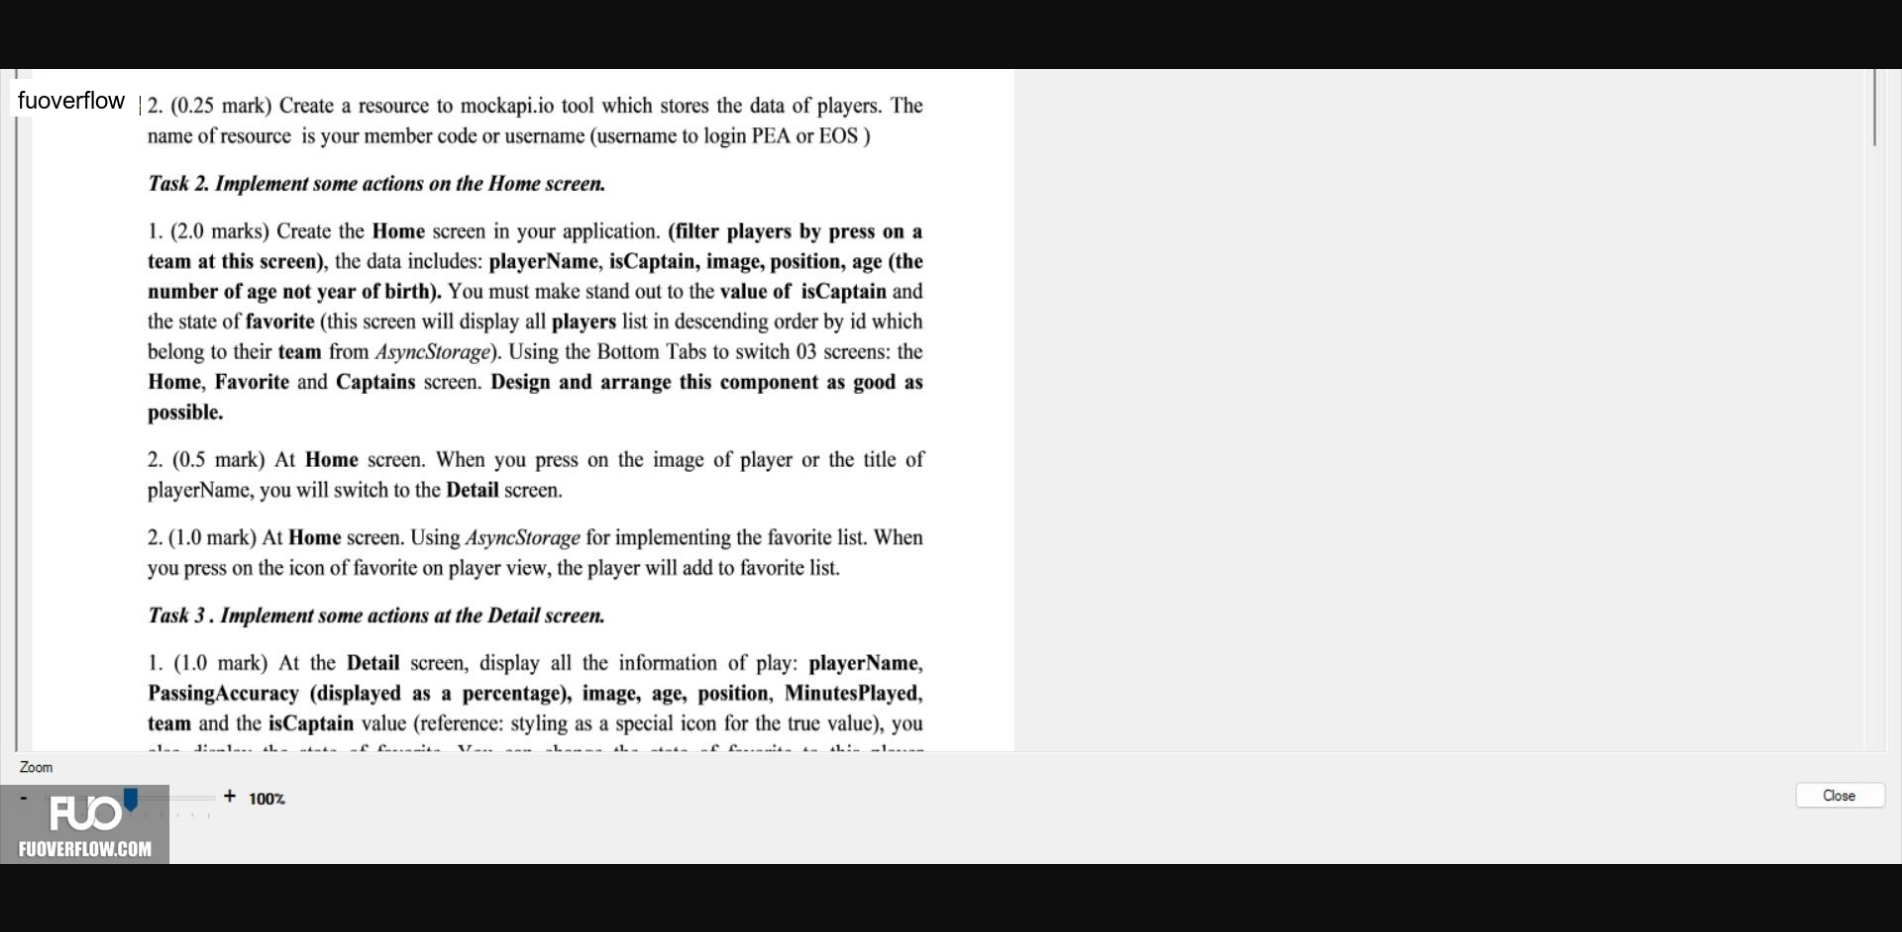 fuoverflow
2. (0.25 mark) Create a resource to mockapi.io tool which stores the data of players. The
name of resource is your member code or username (username to login PEA or EOS )
Task 2. Implement some actions on the Home screen.
1. (2.0 marks) Create the Home screen in your application. (filter players by press on a
team at this screen), the data includes: playerName, isCaptain, image, position, age (the
number of age not year of birth). You must make stand out to the value of isCaptain and
the state of favorite (this screen will display all players list in descending order by id which
belong to their team from AsyncStorage). Using the Bottom Tabs to switch 03 screens: the
Home, Favorite and Captains screen. Design and arrange this component as good as
possible.
2. (0.5 mark) At Home screen. When you press on the image of player or the title of
playerName, you will switch to the Detail screen.
2. (1.0 mark) At Home screen. Using AsyncStorage for implementing the favorite list. When
you press on the icon of favorite on player view, the player will add to favorite list.
Task 3 . Implement some actions at the Detail screen.
1. (1.0 mark) At the Detail screen, display all the information of play: playerName,
PassingAccuracy (displayed as a percentage), image, age, position, MinutesPlayed,
team and the isCaptain value (reference: styling as a special icon for the true value), you
Zoom
- + 100%
Close
FUO
FUOVERFLOW.COM